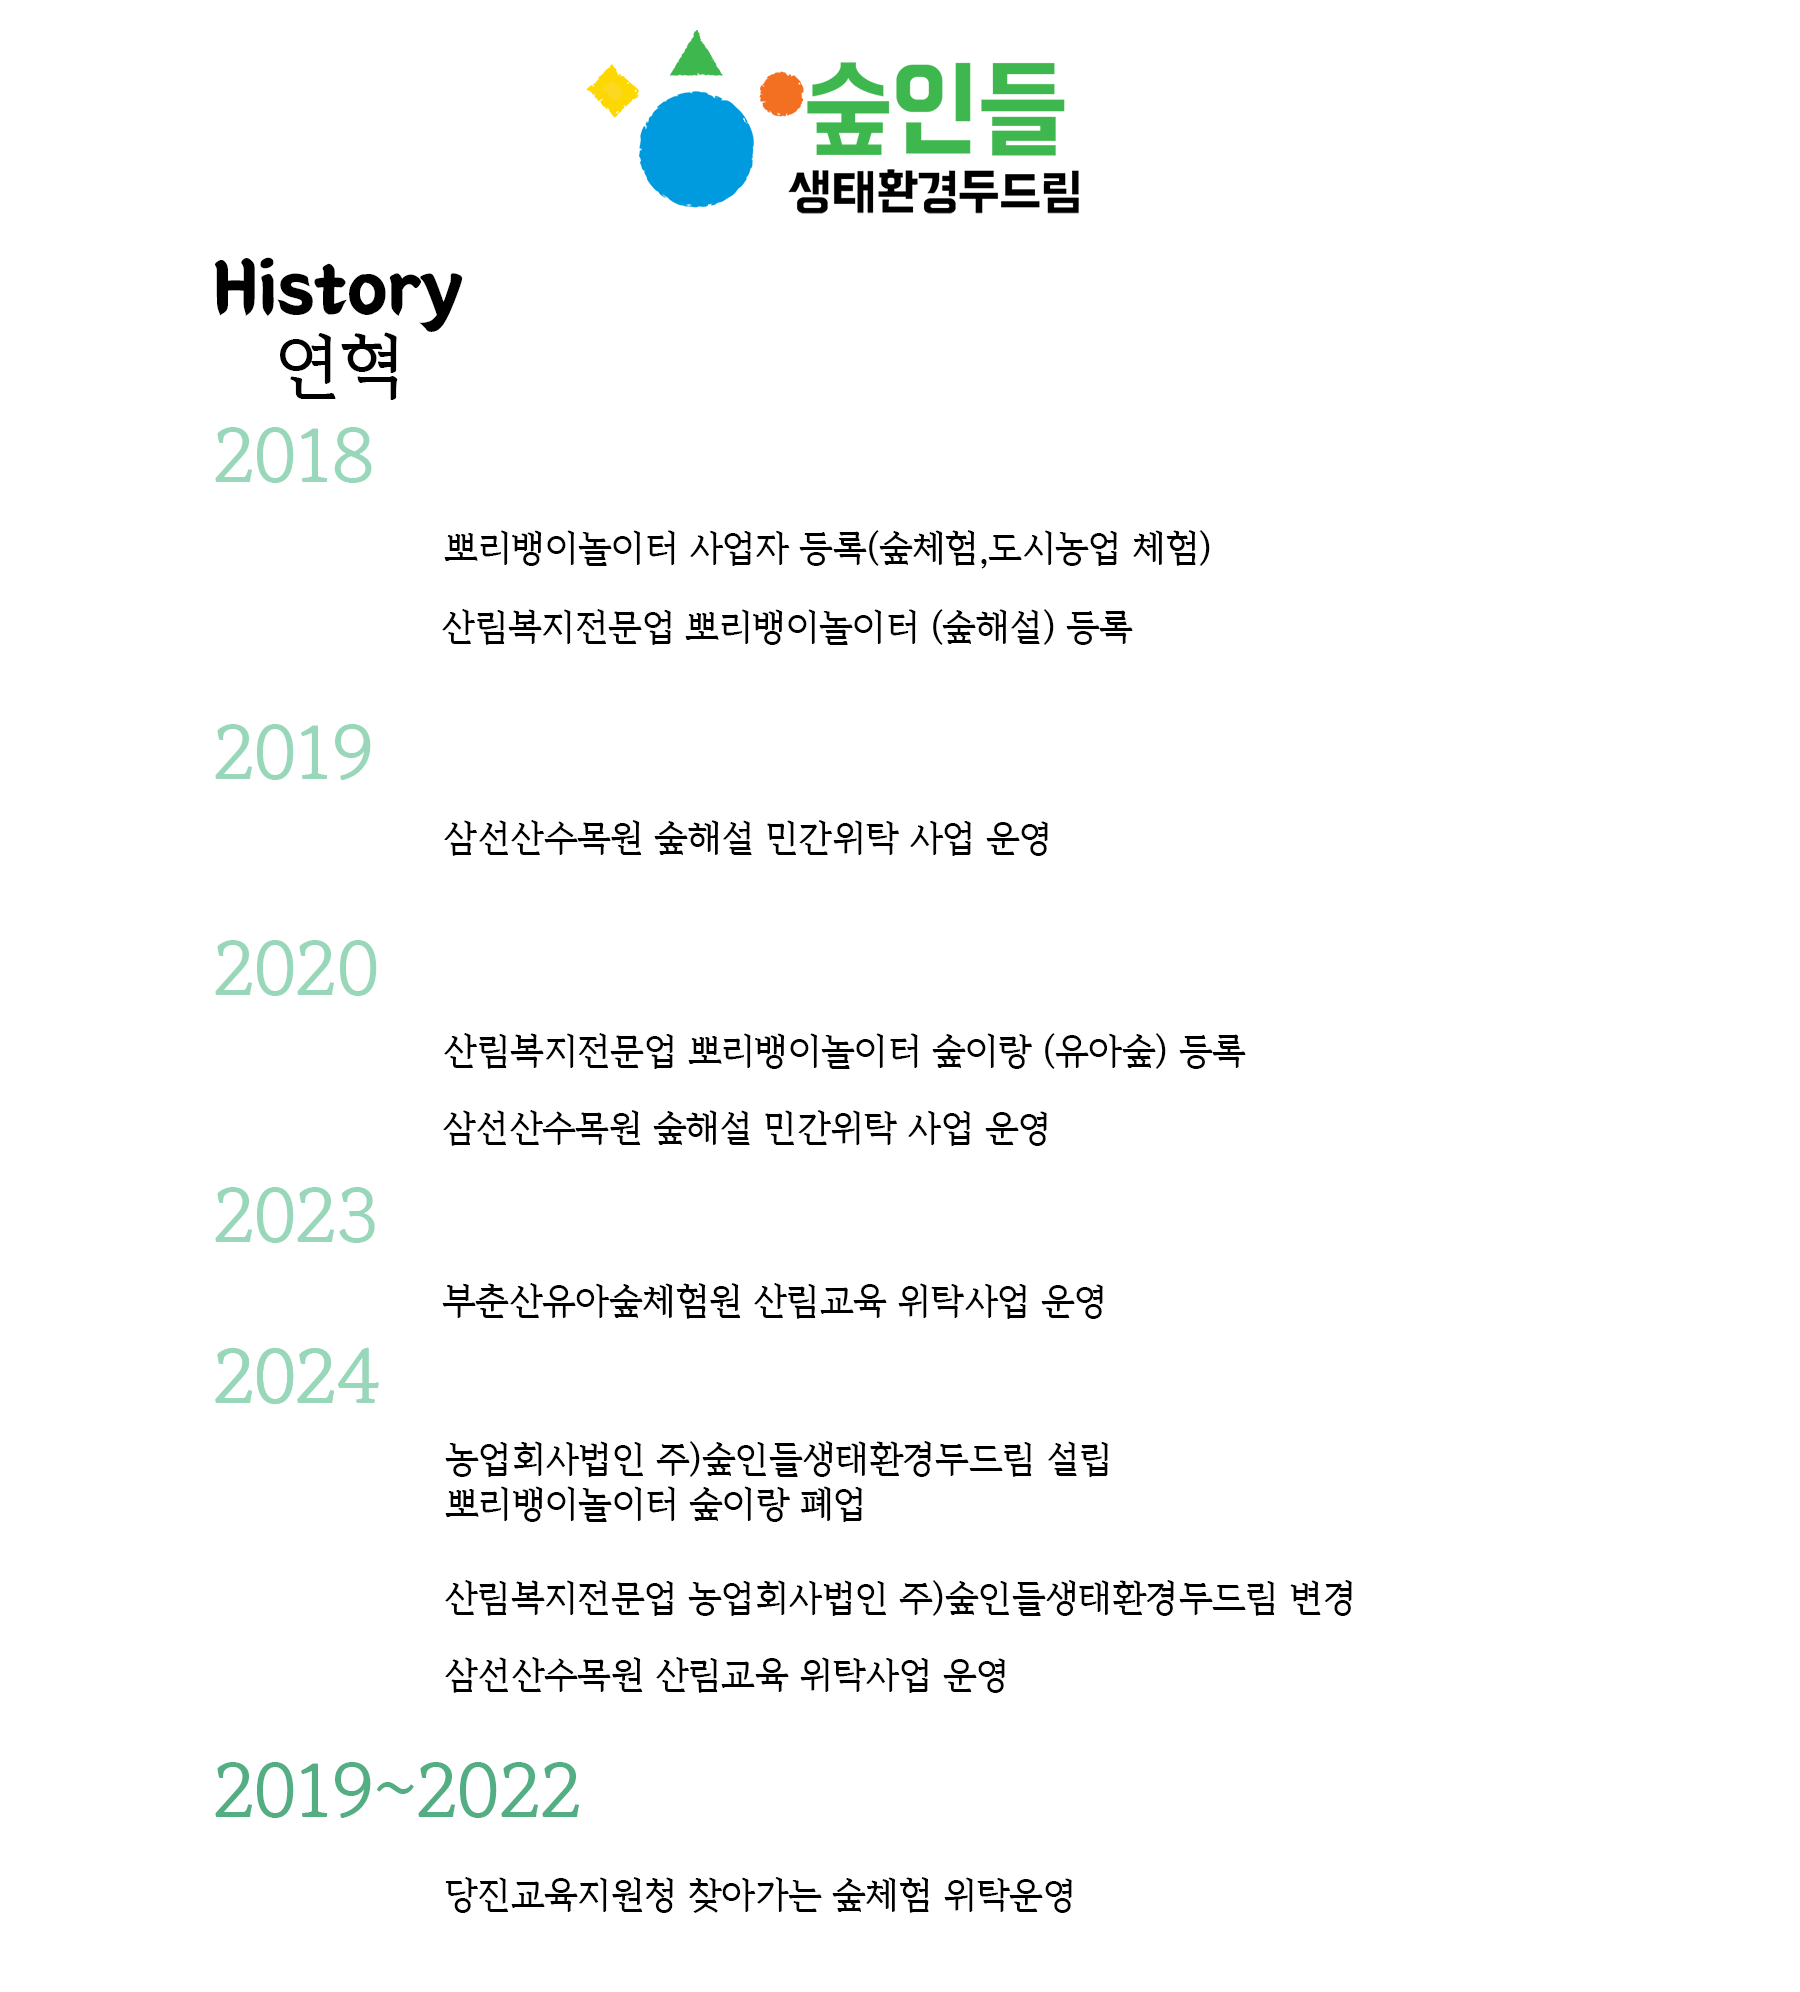 숲인들
생태환경두드림
History
연혁
2018
뽀리뱅이놀이터 사업자 등록(숲체험,도시농업 체험)
산림복지전문업 뽀리뱅이놀이터 (숲해설) 등록
2019
삼선산수목원 숲해설 민간위탁 사업 운영
2020
산림복지전문업 뽀리뱅이놀이터 숲이랑 (유아숲) 등록
삼선산수목원 숲해설 민간위탁 사업 운영
2023
부춘산유아숲체험원 산림교육 위탁사업 운영
2024
농업회사법인 주)숲인들생태환경두드림 설립
뽀리뱅이놀이터 숲이랑 폐업
산림복지전문업 농업회사법인 주)숲인들생태환경두드림 변경
삼선산수목원 산림교육 위탁사업 운영
2019~2022
당진교육지원청 찾아가는 숲체험 위탁운영